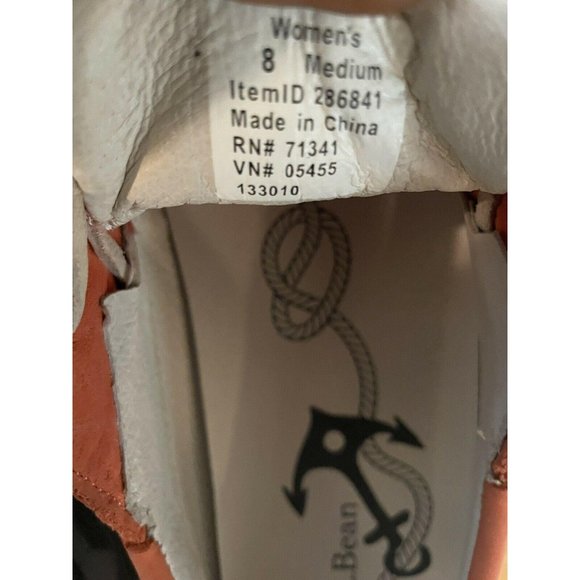 Women's
8 Medium
ItemID 286841
Made in China
RN# 71341
VN# 05455
133010
.Bean